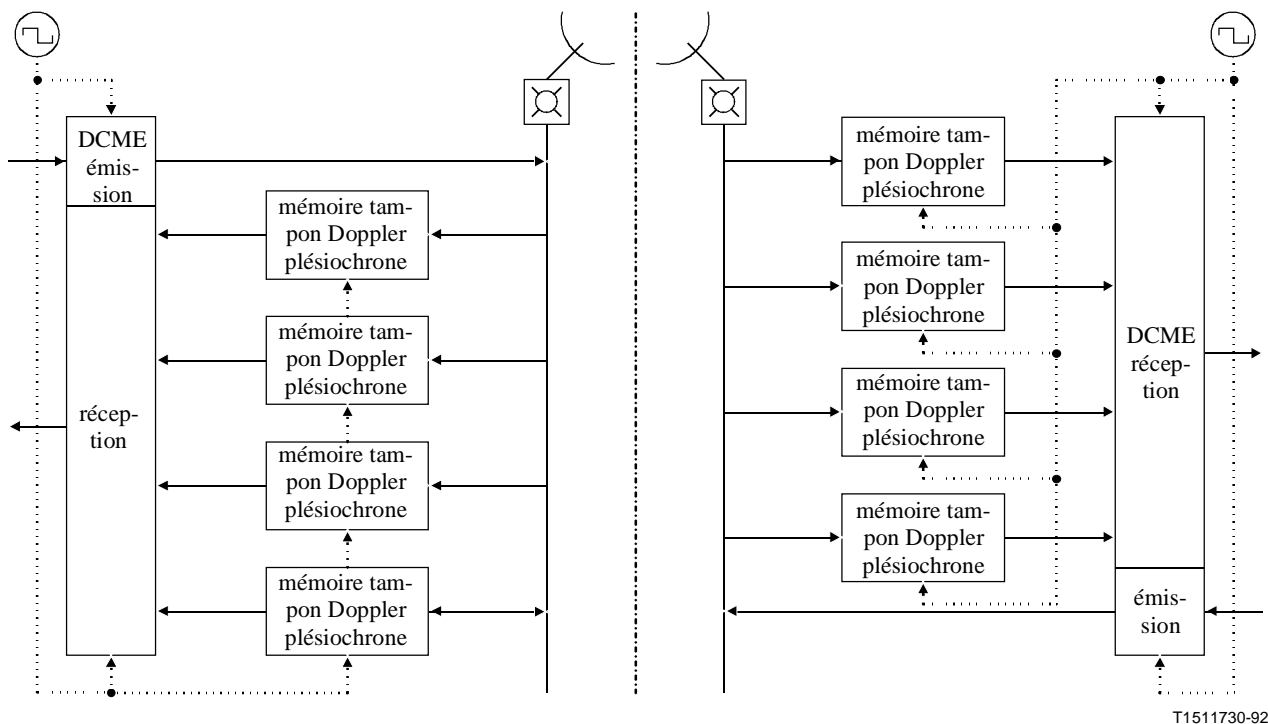 DCME
émis-
sion
récep-
tion
mémoire tam-
pon Doppler
plésiochrone
mémoire tam-
pon Doppler
plésiochrone
mémoire tam-
pon Doppler
plésiochrone
mémoire tam-
pon Doppler
plésiochrone
mémoire tam-
pon Doppler
plésiochrone
mémoire tam-
pon Doppler
plésiochrone
mémoire tam-
pon Doppler
plésiochrone
mémoire tam-
pon Doppler
plésiochrone
DCME
récep-
tion
émis-
sion
T1511730-92